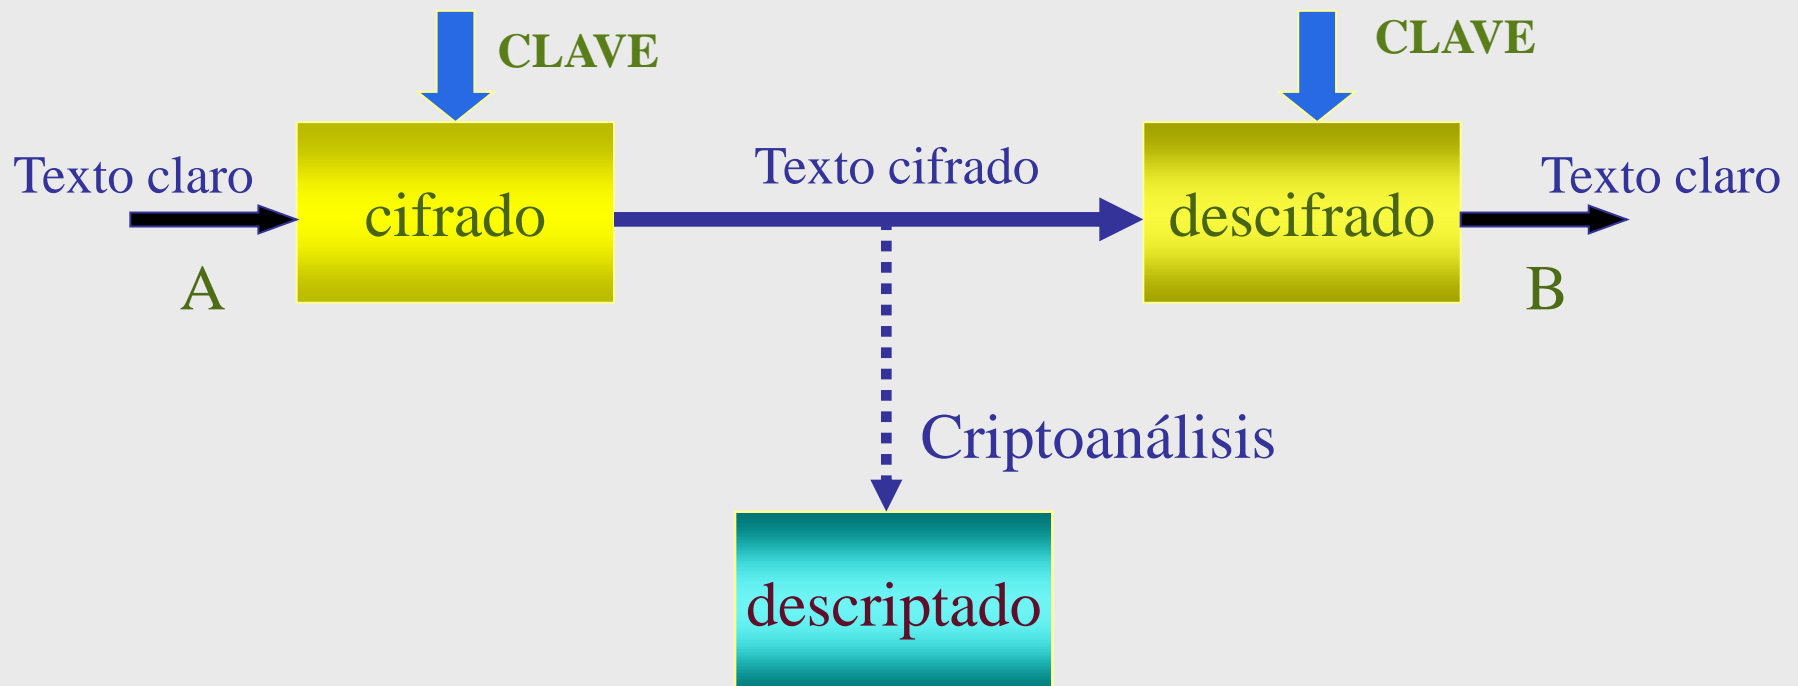 CLAVE
CLAVE
Texto claro
Texto cifrado
Texto claro
cifrado
descifrado
A
B
Criptoanálisis
descriptado